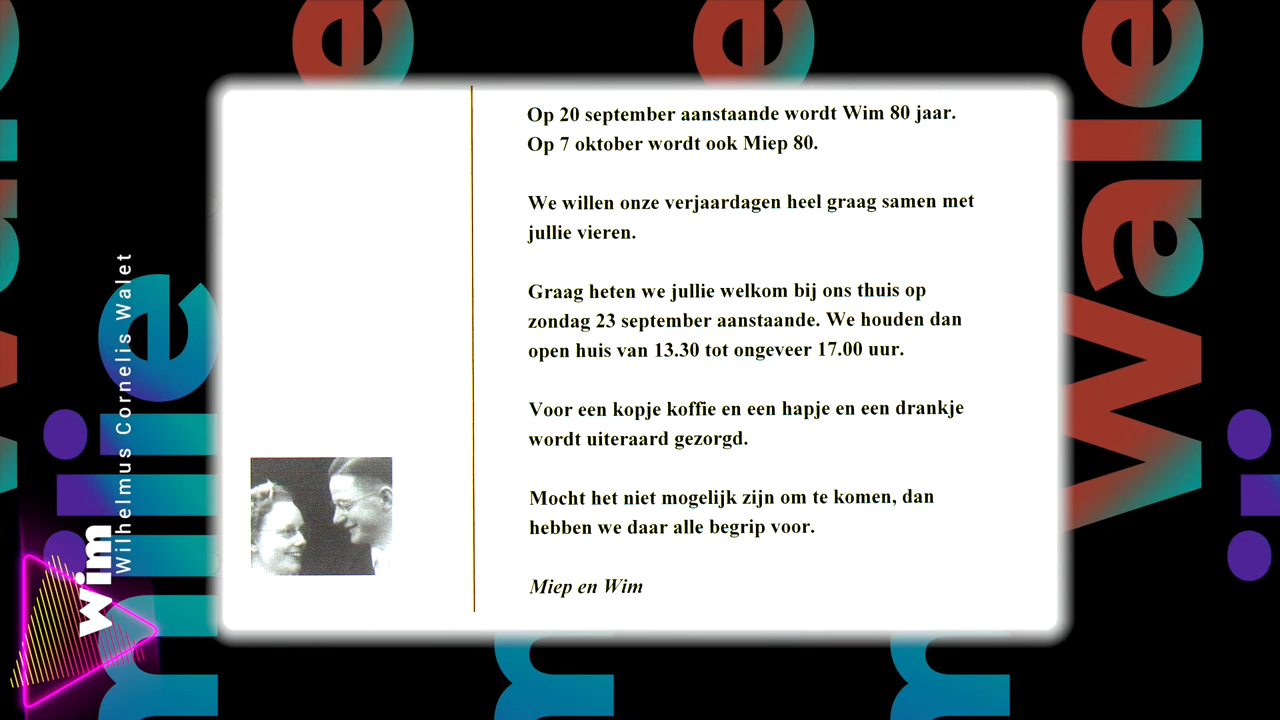 Op 20 september aanstaande wordt Wim 80 jaar.
Op 7 oktober wordt ook Miep 80.
We willen onze verjaardagen heel graag samen met
jullie vieren.
Graag heten we jullie welkom bij ons thuis op
zondag 23 september aanstaande. We houden dan
open huis van 13.30 tot ongeveer 17.00 uur.
Voor een kopje koffie en een hapje en een drankje
wordt uiteraard gezorgd.
Mocht het niet mogelijk zijn om te komen, dan
hebben we daar alle begrip voor.
Miep en Wim
wim
Wilhelmus Cornelis Walet